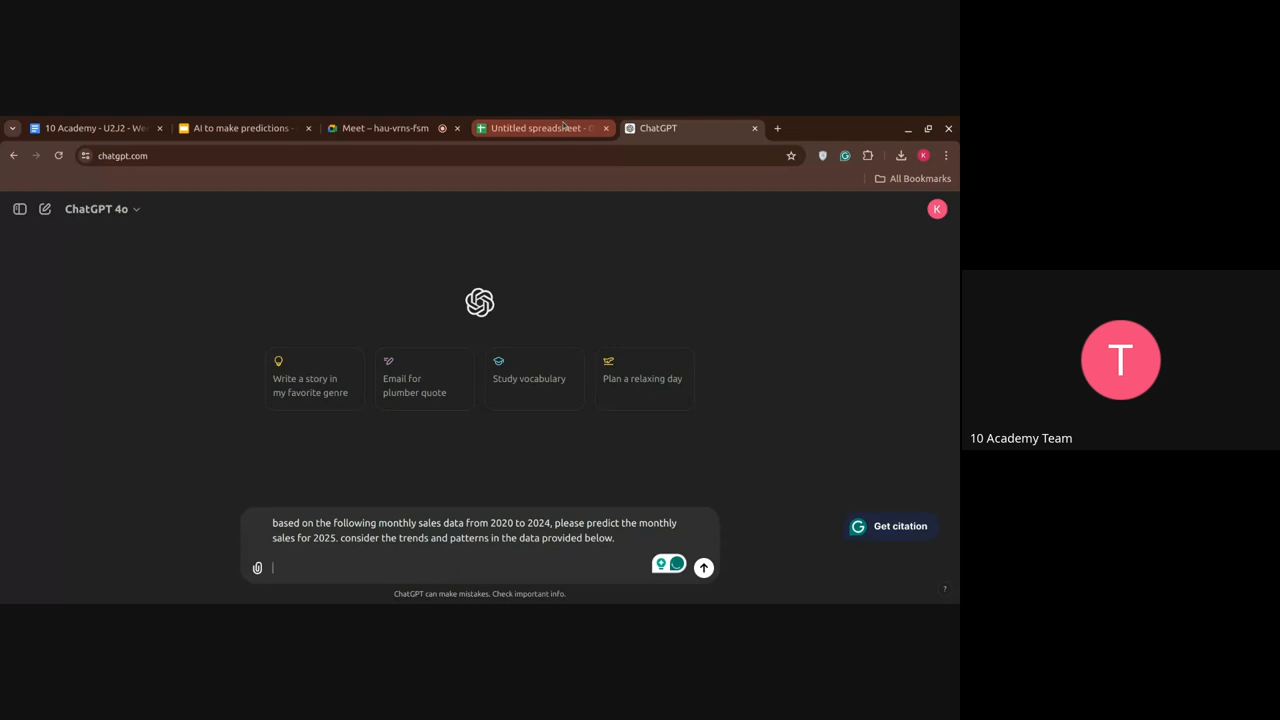 10 Academy - U2J2 - We
AI to make predictions -
Meet – hau-vrns-fsm
Untitled spreadsheet - G
ChatGPT
chatgpt.com
K
All Bookmarks
ChatGPT 4o
K
Write a story in
my favorite genre
Email for
plumber quote
Study vocabulary
Plan a relaxing day
based on the following monthly sales data from 2020 to 2024, please predict the monthly
sales for 2025. consider the trends and patterns in the data provided below.
Get citation
ChatGPT can make mistakes. Check important info.
?
T
10 Academy Team